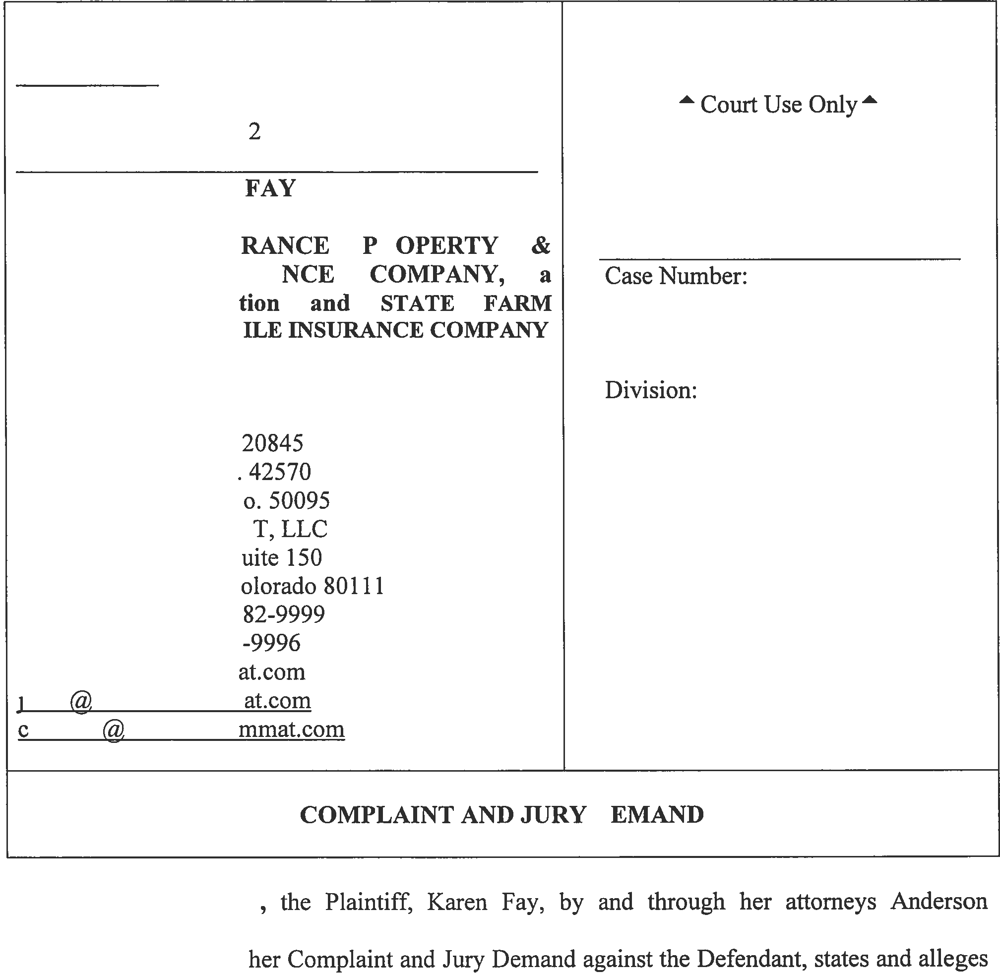 ▲ Court Use Only ▲
2
FAY
RANCE P OPERTY &
NCE COMPANY, a
tion and STATE FARM
ILE INSURANCE COMPANY
Case Number:
Division:
20845
. 42570
o. 50095
T, LLC
uite 150
olorado 80111
82-9999
-9996
at.com
j @ at.com
c @ mmat.com
COMPLAINT AND JURY EMAND
, the Plaintiff, Karen Fay, by and through her attorneys Anderson
her Complaint and Jury Demand against the Defendant, states and alleges